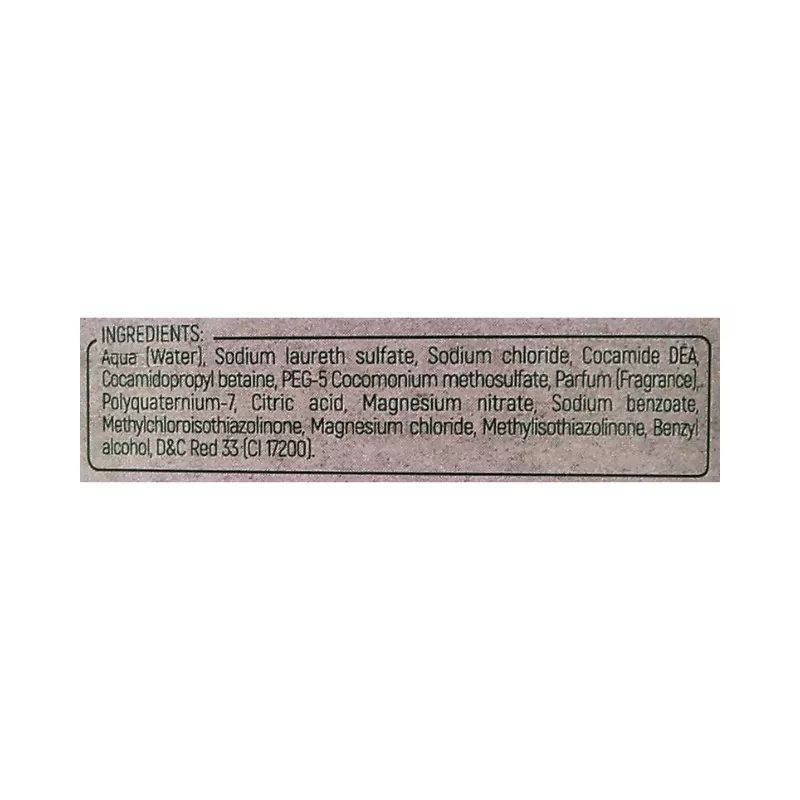 INGREDIENTS:
Aqua (Water), Sodium laureth sulfate, Sodium chloride, Cocamide DEA,
Cocamidopropyl betaine, PEG-5 Cocomonium methosulfate, Parfum (Fragrance),
Polyquaternium-7, Citric acid, Magnesium nitrate, Sodium benzoate,
Methylchloroisothiazolinone, Magnesium chloride, Methylisothiazolinone, Benzyl
alcohol, D&C Red 33 (CI 17200).